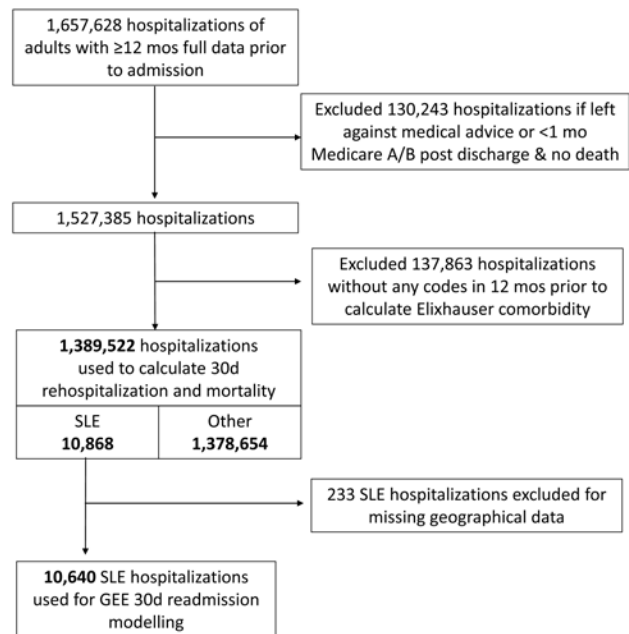 1,657,628 hospitalizations of
adults with ≥12 mos full data prior
to admission
Excluded 130,243 hospitalizations if left
against medical advice or <1 mo
Medicare A/B post discharge & no death
1,527,385 hospitalizations
Excluded 137,863 hospitalizations
without any codes in 12 mos prior to
calculate Elixhauser comorbidity
1,389,522 hospitalizations
used to calculate 30d
rehospitalization and mortality
SLE
10,868
Other
1,378,654
233 SLE hospitalizations excluded for
missing geographical data
10,640 SLE hospitalizations
used for GEE 30d readmission
modelling